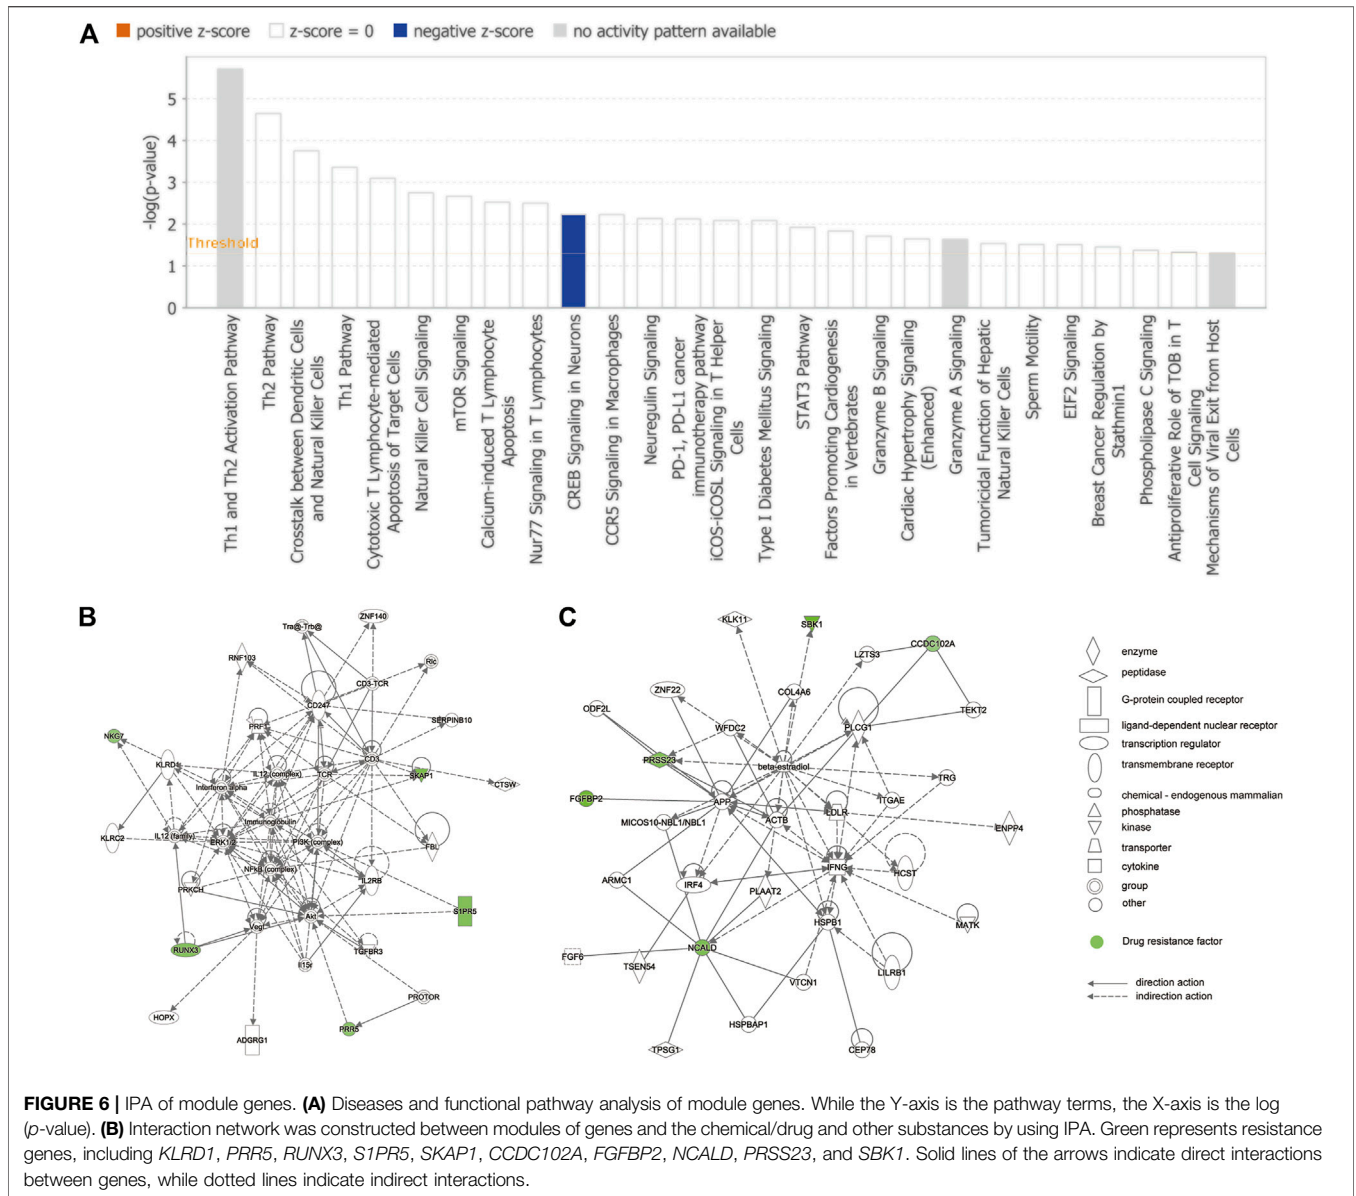 A
positive z-score
z-score = 0
negative z-score
no activity pattern available
-log(p-value)
5
4
3
2
1
0
Threshold
Th1 and Th2 Activation Pathway
Th2 Pathway
Crosstalk between Dendritic Cells
and Natural Killer Cells
Th1 Pathway
Cytotoxic T Lymphocyte-mediated
Apoptosis of Target Cells
Natural Killer Cell Signaling
mTOR Signaling
Calcium-induced T Lymphocyte
Apoptosis
Nur77 Signaling in T Lymphocytes
CREB Signaling in Neurons
CCR5 Signaling in Macrophages
Neuregulin Signaling
PD-1, PD-L1 cancer
immunotherapy pathway
iCOS-iCOSL Signaling in T Helper
Cells
Type I Diabetes Mellitus Signaling
STAT3 Pathway
Factors Promoting Cardiogenesis
in Vertebrates
Granzyme B Signaling
Cardiac Hypertrophy Signaling
(Enhanced)
Granzyme A Signaling
Tumoricidal Function of Hepatic
Natural Killer Cells
Sperm Motility
EIF2 Signaling
Breast Cancer Regulation by
Stathmin1
Phospholipase C Signaling
Antiproliferative Role of TOB in T
Cell Signaling
Mechanisms of Viral Exit from Host
Cells
B
ZNF140
Tra@-Trb@
RNF103
Rlc
CD3-TCR
CD247
SERPINB10
PRF1
NKG7
KLRD1
IL12 (complex)
TCR
CD3
SKAP1
CTSW
Interferon alpha
Immunoglobulin
KLRC2
IL12 (family)
ERK1/2
PI3K (complex)
FBL
NFkB (complex)
PRKCH
IL2RB
S1PR5
Akt
Vegf
RUNX3
TGFBR3
Il15r
PROTOR
HOPX
PRR5
ADGRG1
C
KLK11
SBK1
CCDC102A
LZTS3
ZNF22
COL4A6
ODF2L
WFDC2
PLCG1
TEKT2
PRSS23
beta-estradiol
TRG
FGFBP2
APP
ITGAE
MICOS10-NBL1/NBL1
ACTB
LDLR
ENPP4
IFNG
HCST
ARMC1
IRF4
PLAAT2
HSPB1
MATK
NCALD
FGF6
TSEN54
LILRB1
VTCN1
HSPBAP1
TPSG1
CEP78
enzyme
peptidase
G-protein coupled receptor
ligand-dependent nuclear receptor
transcription regulator
transmembrane receptor
chemical - endogenous mammalian
phosphatase
kinase
transporter
cytokine
group
other
Drug resistance factor
direction action
indirection action
FIGURE 6 | IPA of module genes. (A) Diseases and functional pathway analysis of module genes. While the Y-axis is the pathway terms, the X-axis is the log
(p-value). (B) Interaction network was constructed between modules of genes and the chemical/drug and other substances by using IPA. Green represents resistance
genes, including KLRD1, PRR5, RUNX3, S1PR5, SKAP1, CCDC102A, FGFBP2, NCALD, PRSS23, and SBK1. Solid lines of the arrows indicate direct interactions
between genes, while dotted lines indicate indirect interactions.